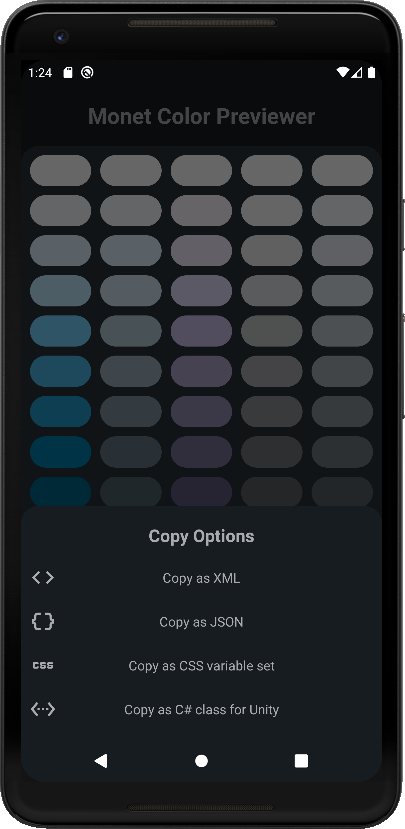 1:24
Monet Color Previewer
Copy Options
Copy as XML
Copy as JSON
CSS Copy as CSS variable set
Copy as C# class for Unity